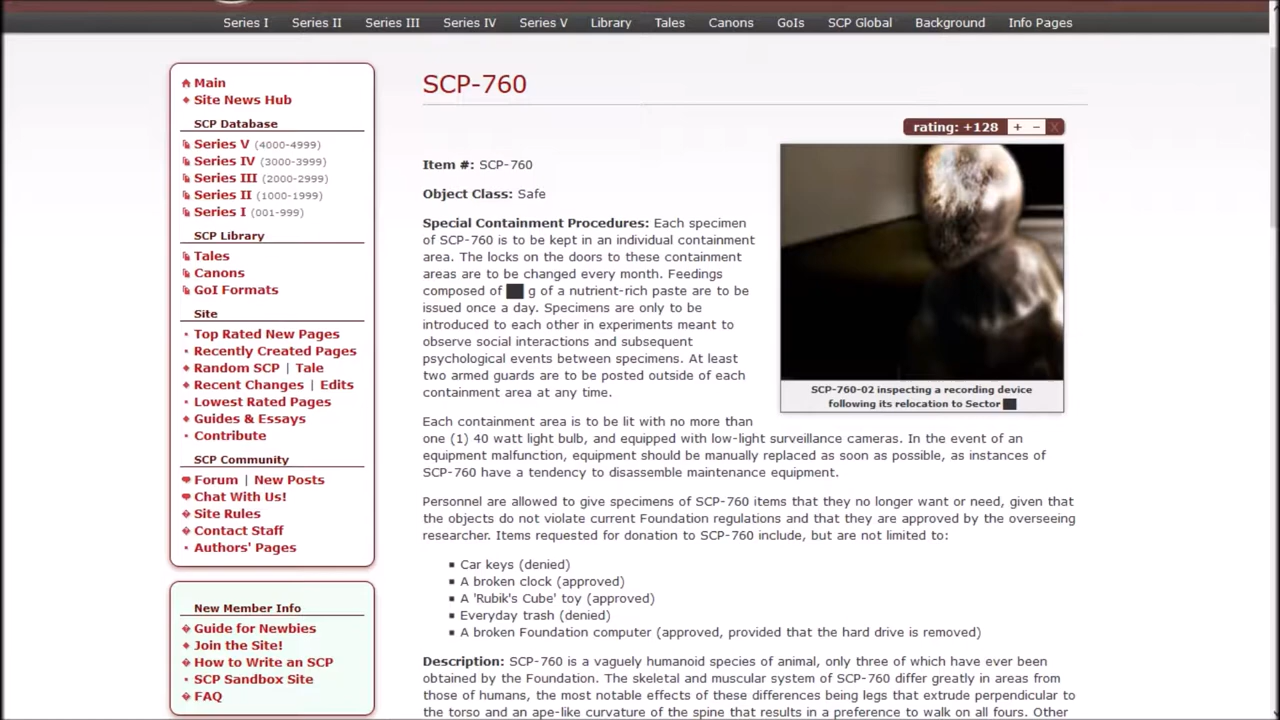 Series I Series II Series III Series IV Series V Library Tales Canons GoIs SCP Global Background Info Pages
Main
Site News Hub
SCP Database
Series V (4000-4999)
Series IV (3000-3999)
Series III (2000-2999)
Series II (1000-1999)
Series I (001-999)
SCP Library
Tales
Canons
GoI Formats
Site
Top Rated New Pages
Recently Created Pages
Random SCP | Tale
Recent Changes | Edits
Lowest Rated Pages
Guides & Essays
Contribute
SCP Community
Forum | New Posts
Chat With Us!
Site Rules
Contact Staff
Authors' Pages
New Member Info
Guide for Newbies
Join the Site!
How to Write an SCP
SCP Sandbox Site
FAQ
SCP-760
rating: +128 + − X
Item #: SCP-760
Object Class: Safe
Special Containment Procedures: Each specimen
of SCP-760 is to be kept in an individual containment
area. The locks on the doors to these containment
areas are to be changed every month. Feedings
composed of ██ g of a nutrient-rich paste are to be
issued once a day. Specimens are only to be
introduced to each other in experiments meant to
observe social interactions and subsequent
psychological events between specimens. At least
two armed guards are to be posted outside of each
containment area at any time.
SCP-760-02 inspecting a recording device
following its relocation to Sector ██
Each containment area is to be lit with no more than
one (1) 40 watt light bulb, and equipped with low-light surveillance cameras. In the event of an
equipment malfunction, equipment should be manually replaced as soon as possible, as instances of
SCP-760 have a tendency to disassemble maintenance equipment.
Personnel are allowed to give specimens of SCP-760 items that they no longer want or need, given that
the objects do not violate current Foundation regulations and that they are approved by the overseeing
researcher. Items requested for donation to SCP-760 include, but are not limited to:
Car keys (denied)
A broken clock (approved)
A 'Rubik's Cube' toy (approved)
Everyday trash (denied)
A broken Foundation computer (approved, provided that the hard drive is removed)
Description: SCP-760 is a vaguely humanoid species of animal, only three of which have ever been
obtained by the Foundation. The skeletal and muscular system of SCP-760 differ greatly in areas from
those of humans, the most notable effects of these differences being legs that extrude perpendicular to
the torso and an ape-like curvature of the spine that results in a preference to walk on all fours. Other